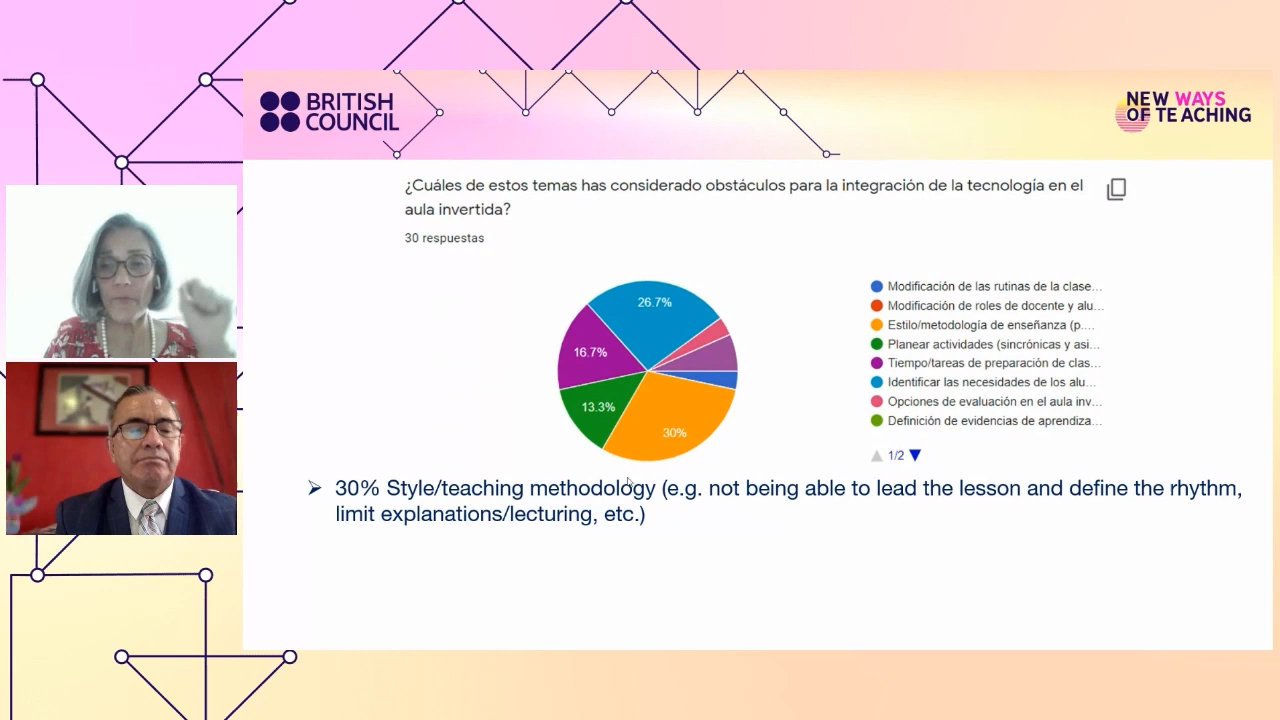 BRITISH
COUNCIL
NEW WAYS
OF TEACHING
¿Cuáles de estos temas has considerado obstáculos para la integración de la tecnología en el
aula invertida?
30 respuestas
26.7%
16.7%
13.3%
30%
Modificación de las rutinas de la clase...
Modificación de roles de docente y alu...
Estilo/metodología de enseñanza (p....
Planear actividades (sincrónicas y asi...
Tiempo/tareas de preparación de clas...
Identificar las necesidades de los alu...
Opciones de evaluación en el aula inv...
Definición de evidencias de aprendiza...
1/2
➢ 30% Style/teaching methodology (e.g. not being able to lead the lesson and define the rhythm,
limit explanations/lecturing, etc.)